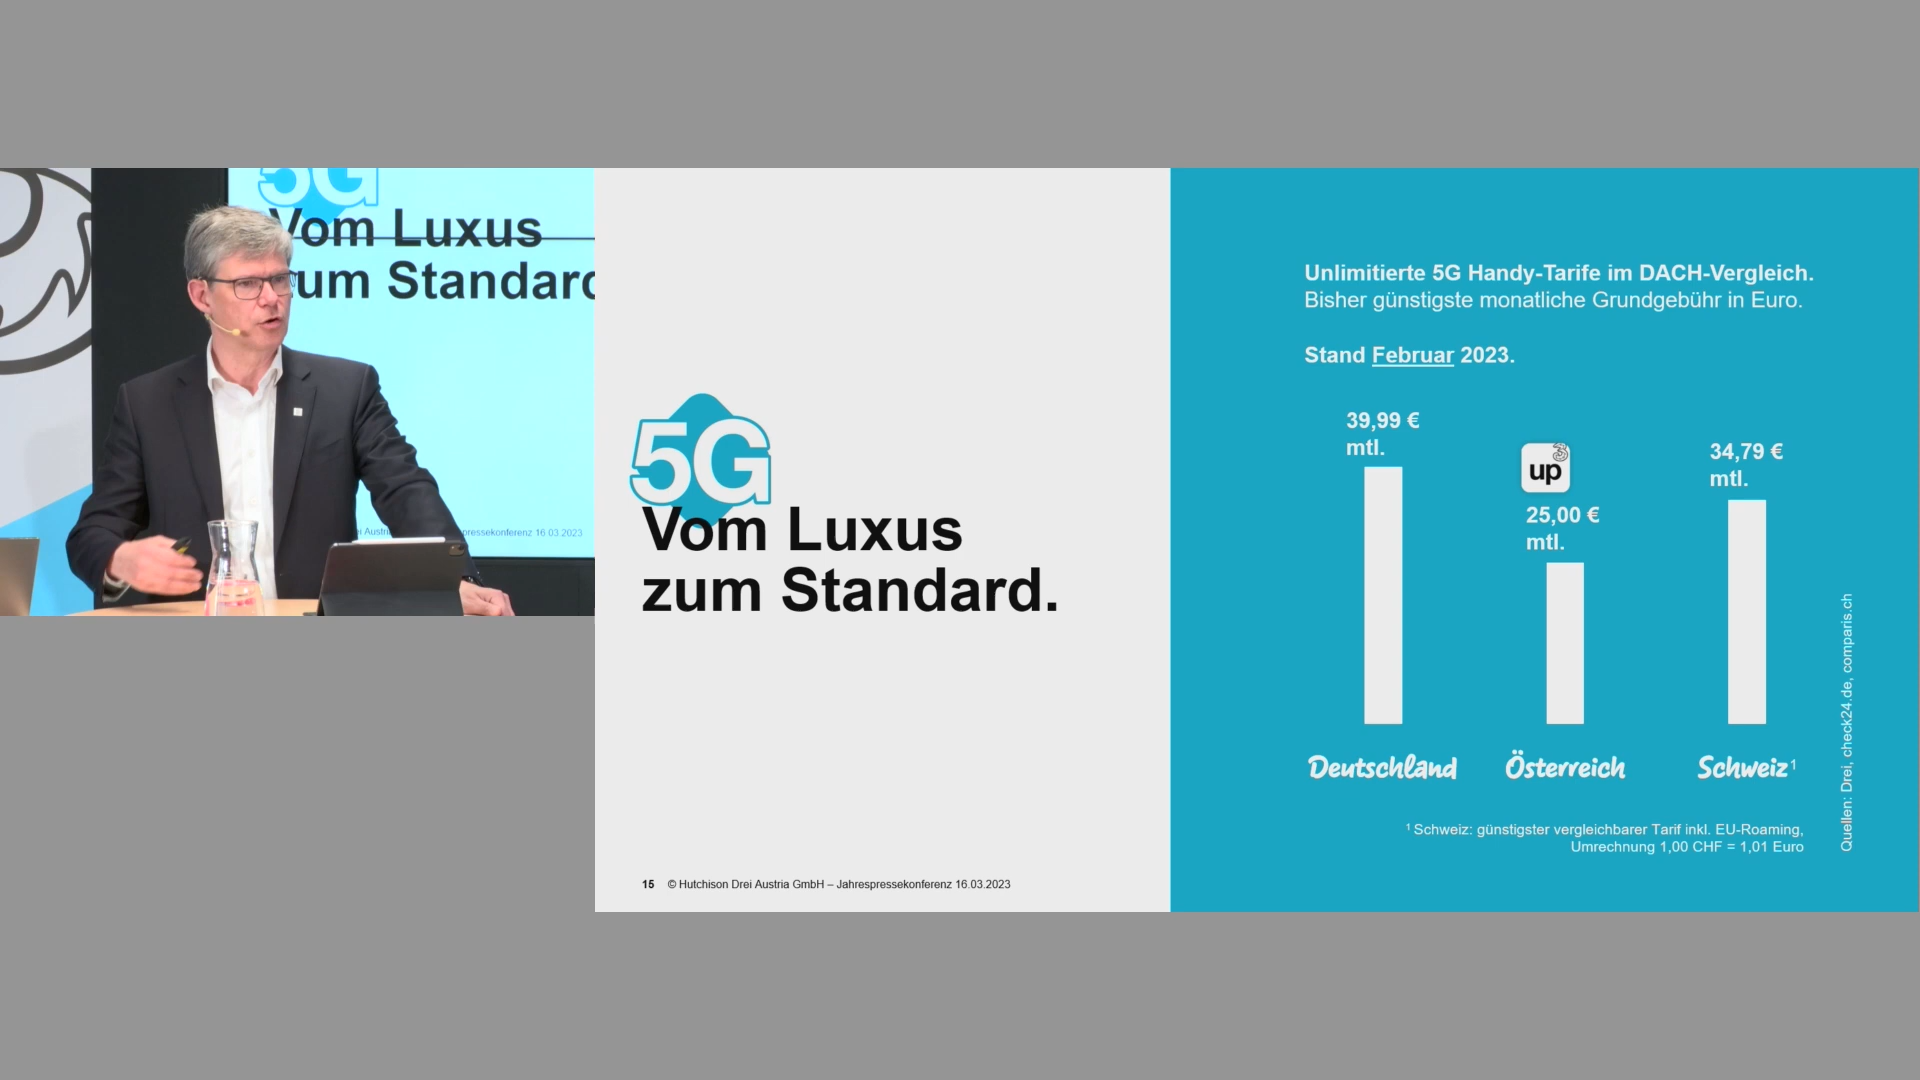 5G
Vom Luxus
zum Standard
pressekonferenz 16.03.2023
5G
Vom Luxus
zum Standard.
15 © Hutchison Drei Austria GmbH – Jahrespressekonferenz 16.03.2023
Unlimitierte 5G Handy-Tarife im DACH-Vergleich.
Bisher günstigste monatliche Grundgebühr in Euro.
Stand Februar 2023.
39,99 €
mtl.
up
3
25,00 €
mtl.
34,79 €
mtl.
Deutschland
Österreich
Schweiz¹
¹ Schweiz: günstigster vergleichbarer Tarif inkl. EU-Roaming,
Umrechnung 1,00 CHF = 1,01 Euro
Quellen: Drei, check24.de, comparis.ch